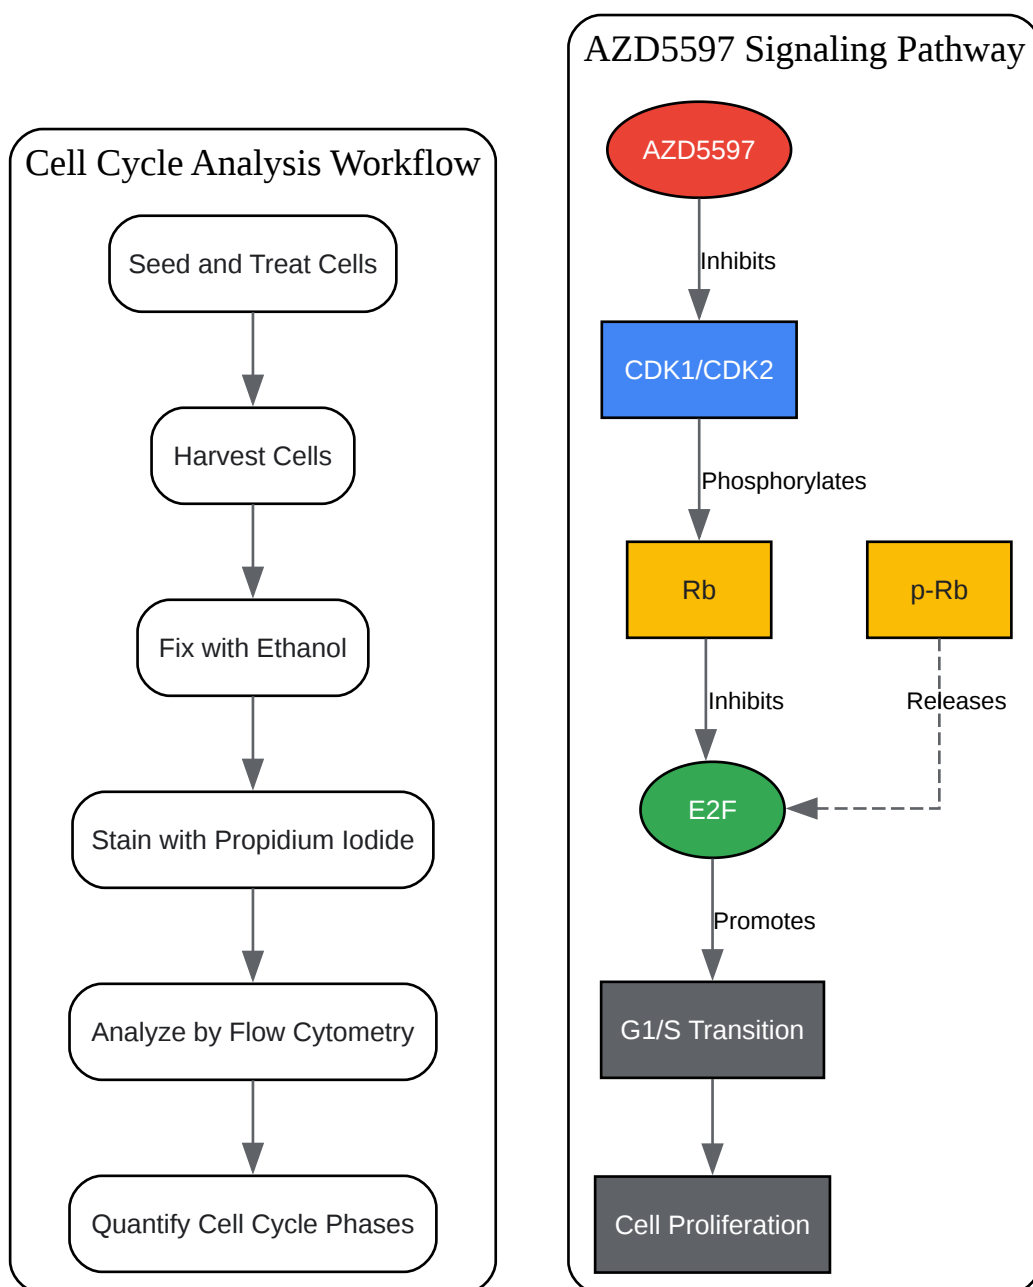 Cell Cycle Analysis Workflow
Seed and Treat Cells
Harvest Cells
Fix with Ethanol
Stain with Propidium Iodide
Analyze by Flow Cytometry
Quantify Cell Cycle Phases
AZD5597 Signaling Pathway
AZD5597
Inhibits
CDK1/CDK2
Phosphorylates
Rb
p-Rb
Inhibits
Releases
E2F
Promotes
G1/S Transition
Cell Proliferation